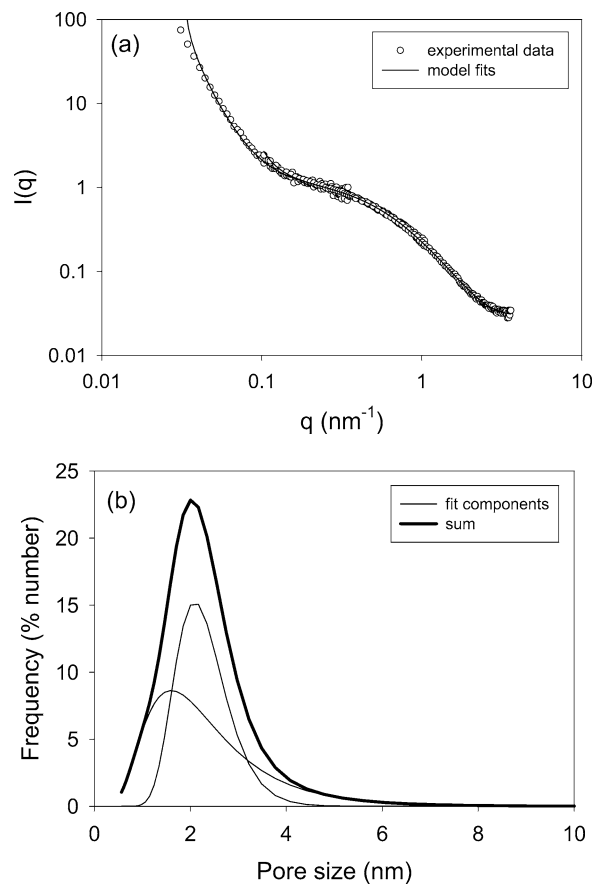 (a)
experimental data
model fits
I(q)
100
10
1
0.1
0.01
0.01 0.1 1 10
q (nm⁻¹)
(b)
fit components
sum
Frequency (% number)
25
20
15
10
5
0
0 2 4 6 8 10
Pore size (nm)